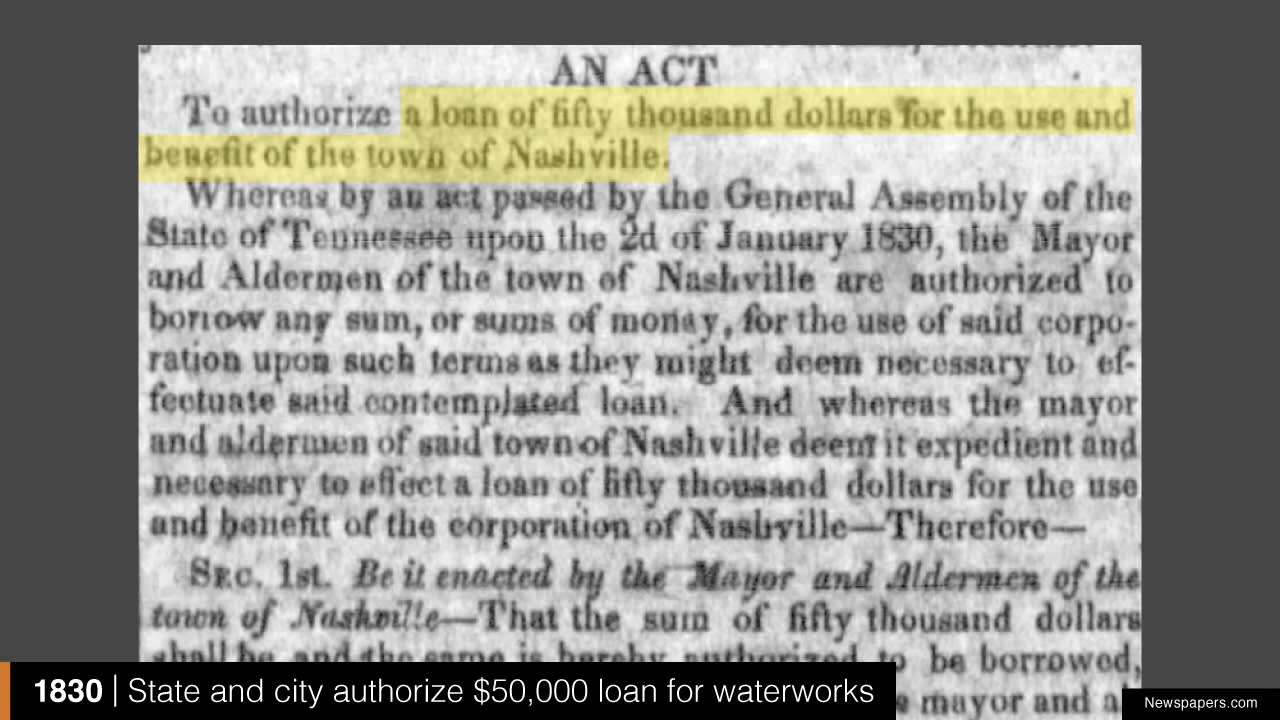 AN ACT
To authorize a loan of fifty thousand dollars for the use and
benefit of the town of Nashville.
Whereas by an act passed by the General Assembly of the
State of Tennessee upon the 2d of January 1830, the Mayor
and Aldermen of the town of Nashville are authorized to
borrow any sum, or sums of money, for the use of said corpo-
ration upon such terms as they might deem necessary to ef-
fectuate said contemplated loan. And whereas the mayor
and aldermen of said town of Nashville deem it expedient and
necessary to effect a loan of fifty thousand dollars for the use
and benefit of the corporation of Nashville—Therefore—
SEC. 1st. Be it enacted by the Mayor and Aldermen of the
town of Nashville—That the sum of fifty thousand dollars
shall be and the same is hereby authorized to be borrowed,
mayor and a
1830 | State and city authorize $50,000 loan for waterworks
Newspapers.com